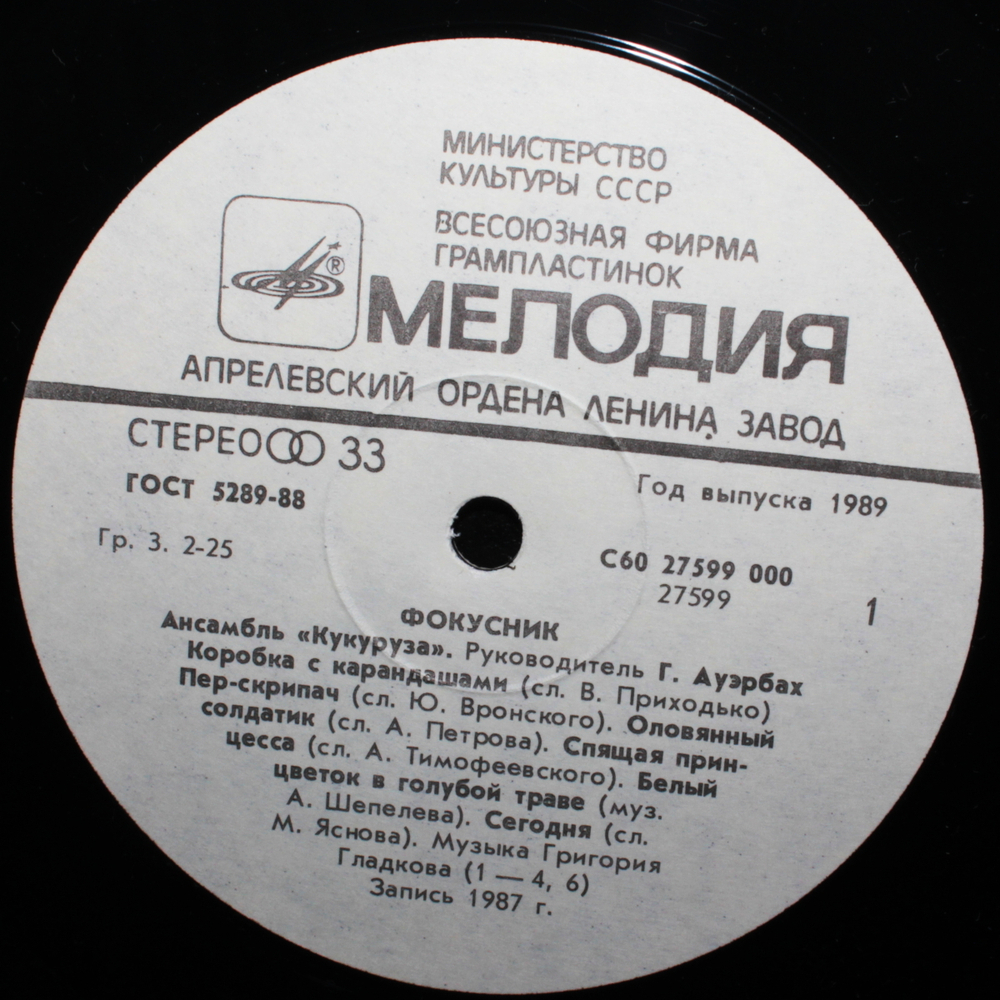 МИНИСТЕРСТВО
КУЛЬТУРЫ СССР
ВСЕСОЮЗНАЯ ФИРМА
ГРАМПЛАСТИНОК
®
МЕЛОДИЯ
АПРЕЛЕВСКИЙ ОРДЕНА ЛЕНИНА ЗАВОД
СТЕРЕО 33
ГОСТ 5289-88
Год выпуска 1989
Гр. 3. 2-25
С60 27599 000
27599
1
ФОКУСНИК
Ансамбль «Кукуруза». Руководитель Г. Ауэрбах
Коробка с карандашами (сл. В. Приходько)
Пер-скрипач (сл. Ю. Вронского). Оловянный
солдатик (сл. А. Петрова). Спящая прин-
цесса (сл. А. Тимофеевского). Белый
цветок в голубой траве (муз.
А. Шепелева). Сегодня (сл.
М. Яснова). Музыка Григория
Гладкова (1 — 4, 6)
Запись 1987 г.